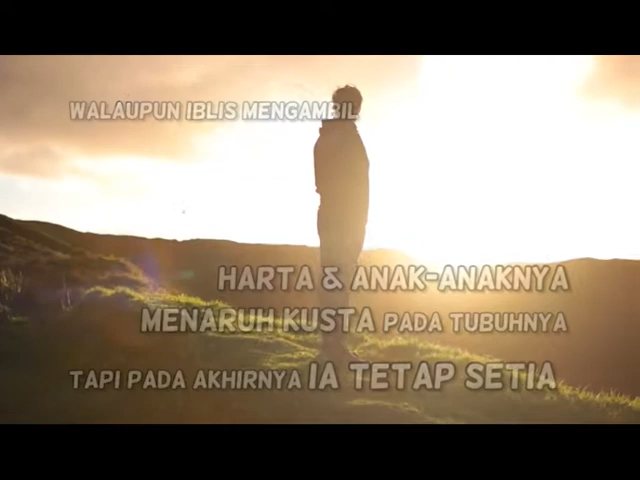 WALAUPUN IBLIS MENGAMBIL
HARTA & ANAK-ANAKNYA
MENARUH KUSTA PADA TUBUHNYA
TAPI PADA AKHIRNYA IA TETAP SETIA